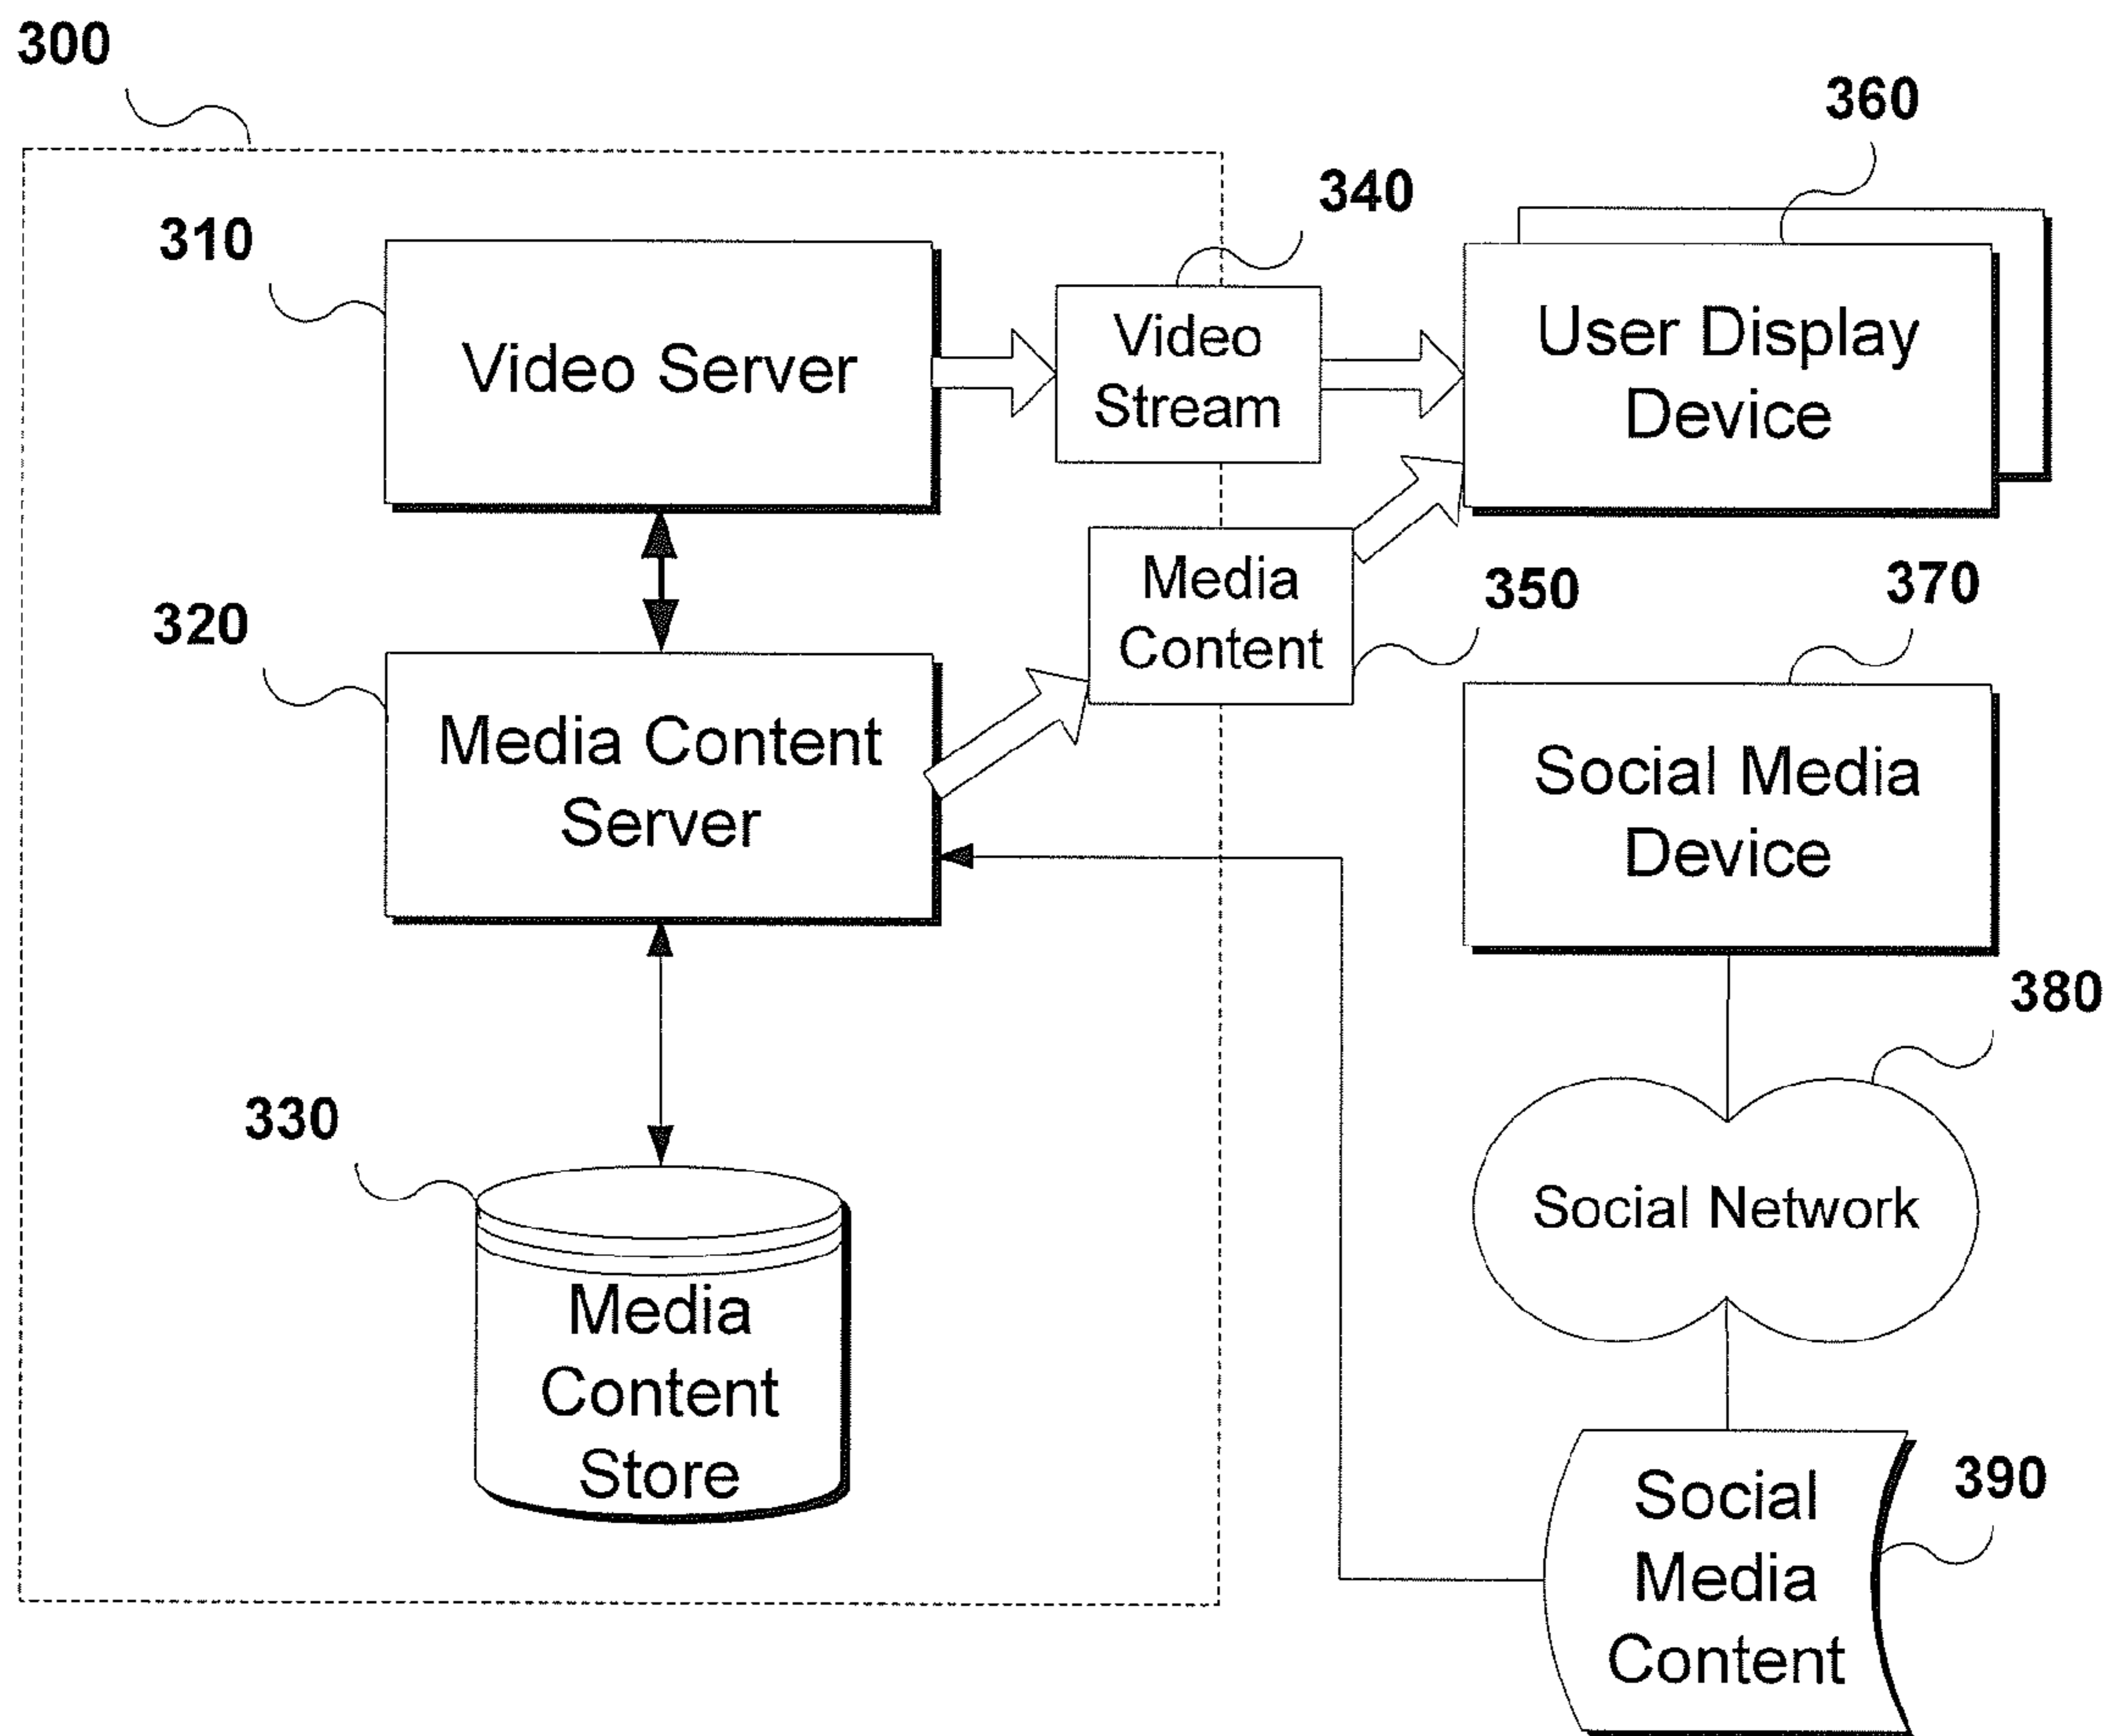 300
360
340
310
Video Server
Video
Stream
User Display
Device
Media
Content
350
370
320
Media Content
Server
Social Media
Device
380
330
Social Network
Media
Content
Store
390
Social
Media
Content